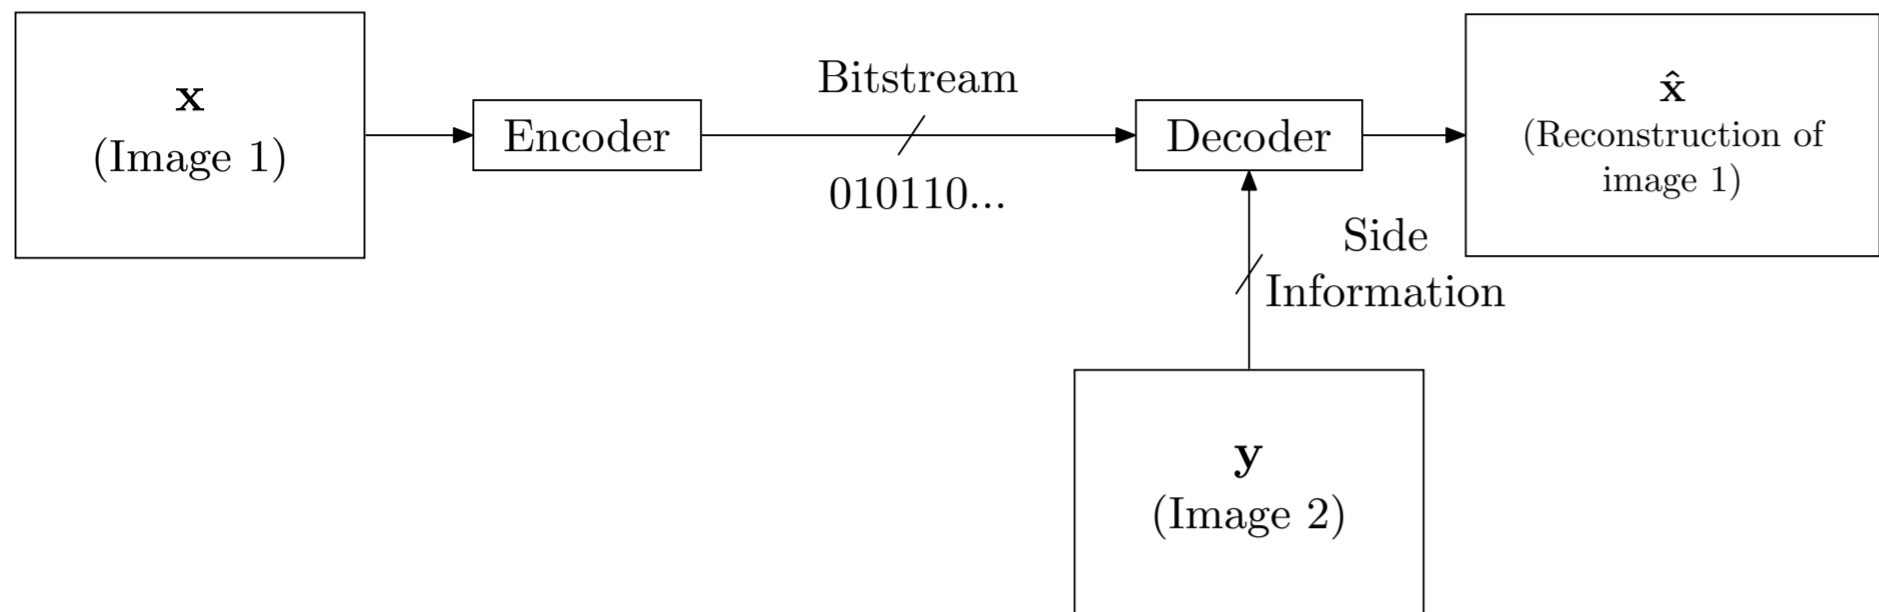 x
(Image 1)
Encoder
Bitstream
010110...
Decoder
x̂
(Reconstruction of
image 1)
Side
Information
y
(Image 2)